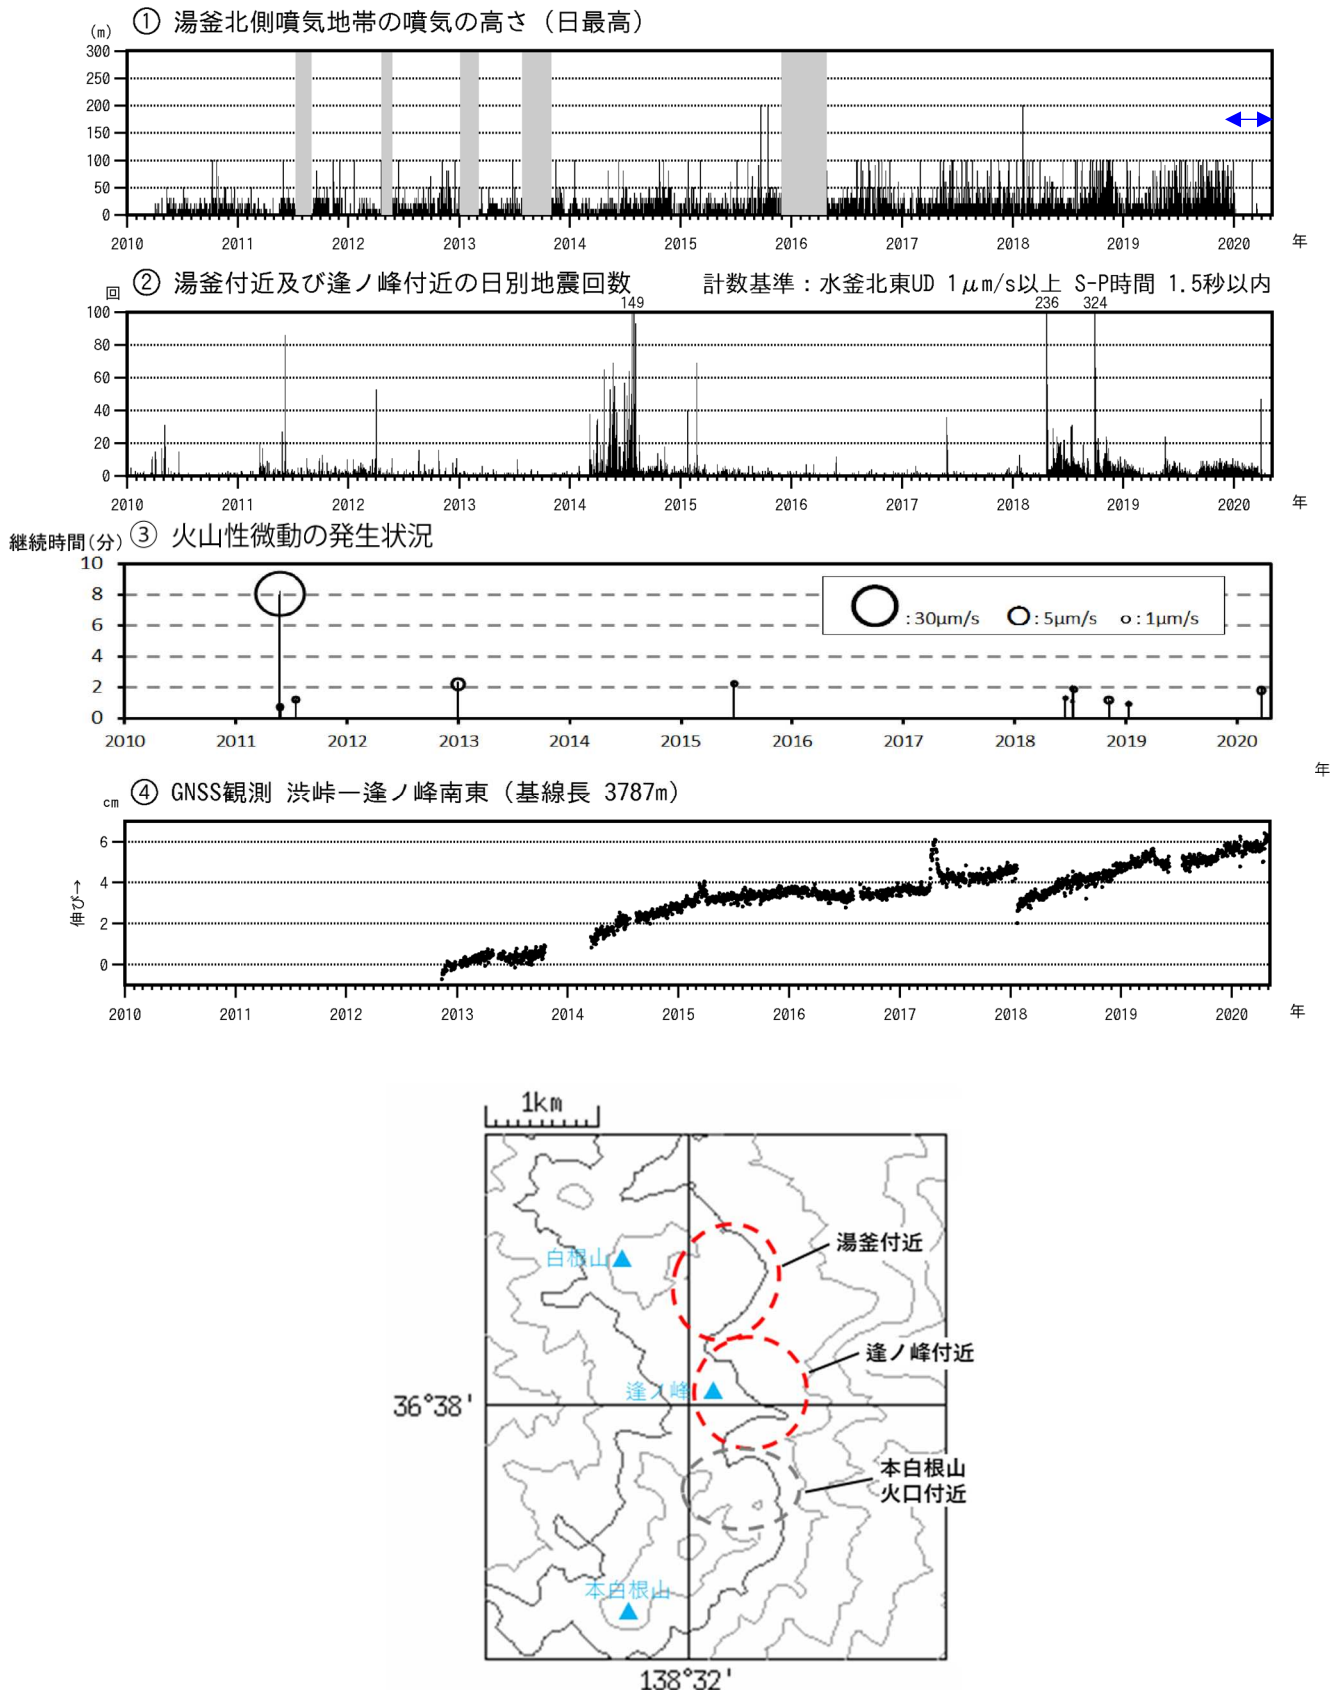 ① 湯釜北側噴気地帯の噴気の高さ（日最高）
(m)
300
250
200
150
100
50
0
2010 2011 2012 2013 2014 2015 2016 2017 2018 2019 2020 年
② 湯釜付近及び逢ノ峰付近の日別地震回数 計数基準：水釜北東UD 1μm/s以上 S-P時間 1.5秒以内
回
149 236 324
100
80
60
40
20
0
2010 2011 2012 2013 2014 2015 2016 2017 2018 2019 2020 年
③ 火山性微動の発生状況
継続時間(分)
10
8
6
4
2
0
: 30μm/s : 5μm/s : 1μm/s
2010 2011 2012 2013 2014 2015 2016 2017 2018 2019 2020
年
④ GNSS観測 渋峠－逢ノ峰南東（基線長 3787m）
cm
6
4
2
0
伸び→
2010 2011 2012 2013 2014 2015 2016 2017 2018 2019 2020 年
1km
湯釜付近
白根山
逢ノ峰付近
逢ノ峰
36°38'
本白根山
火口付近
本白根山
138°32'